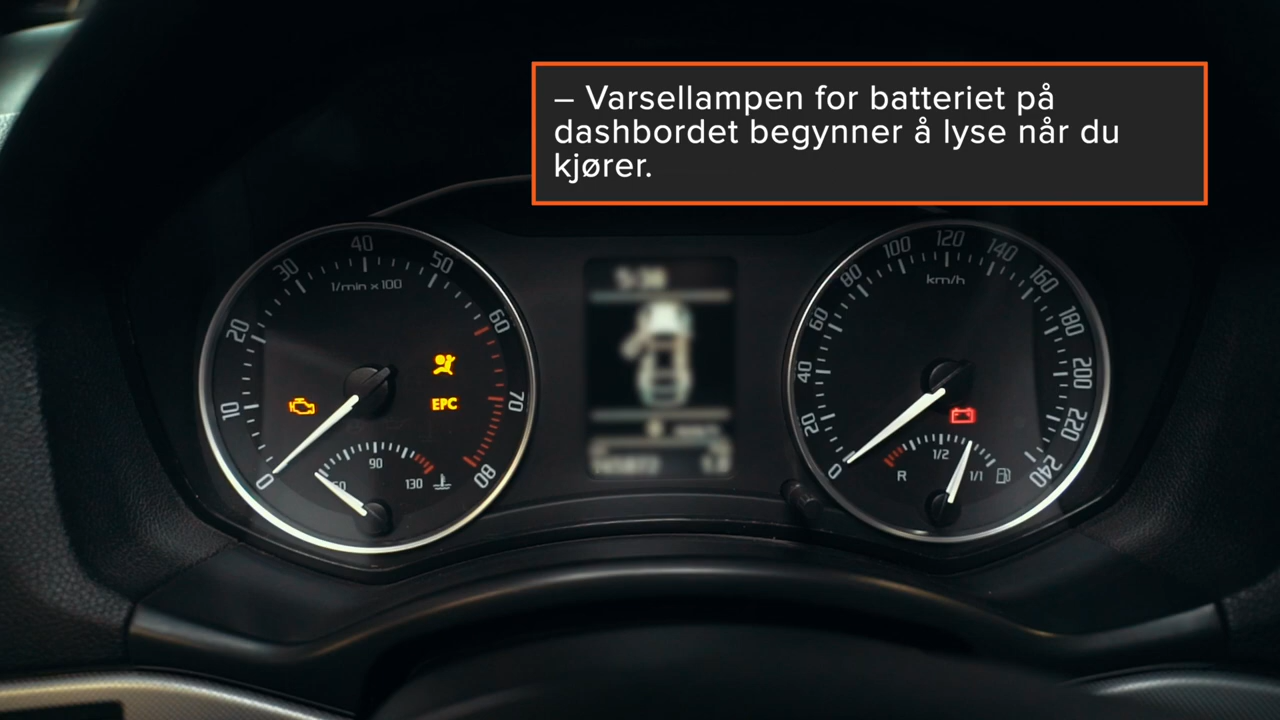 – Varsellampen for batteriet på
dashbordet begynner å lyse når du
kjører.
0 10 20 30 40 50 60 70 80
1/min x 100
EPC
90
130
0 20 40 60 80 100 120 140 160 180 200 220 240
km/h
R 1/2 1/1